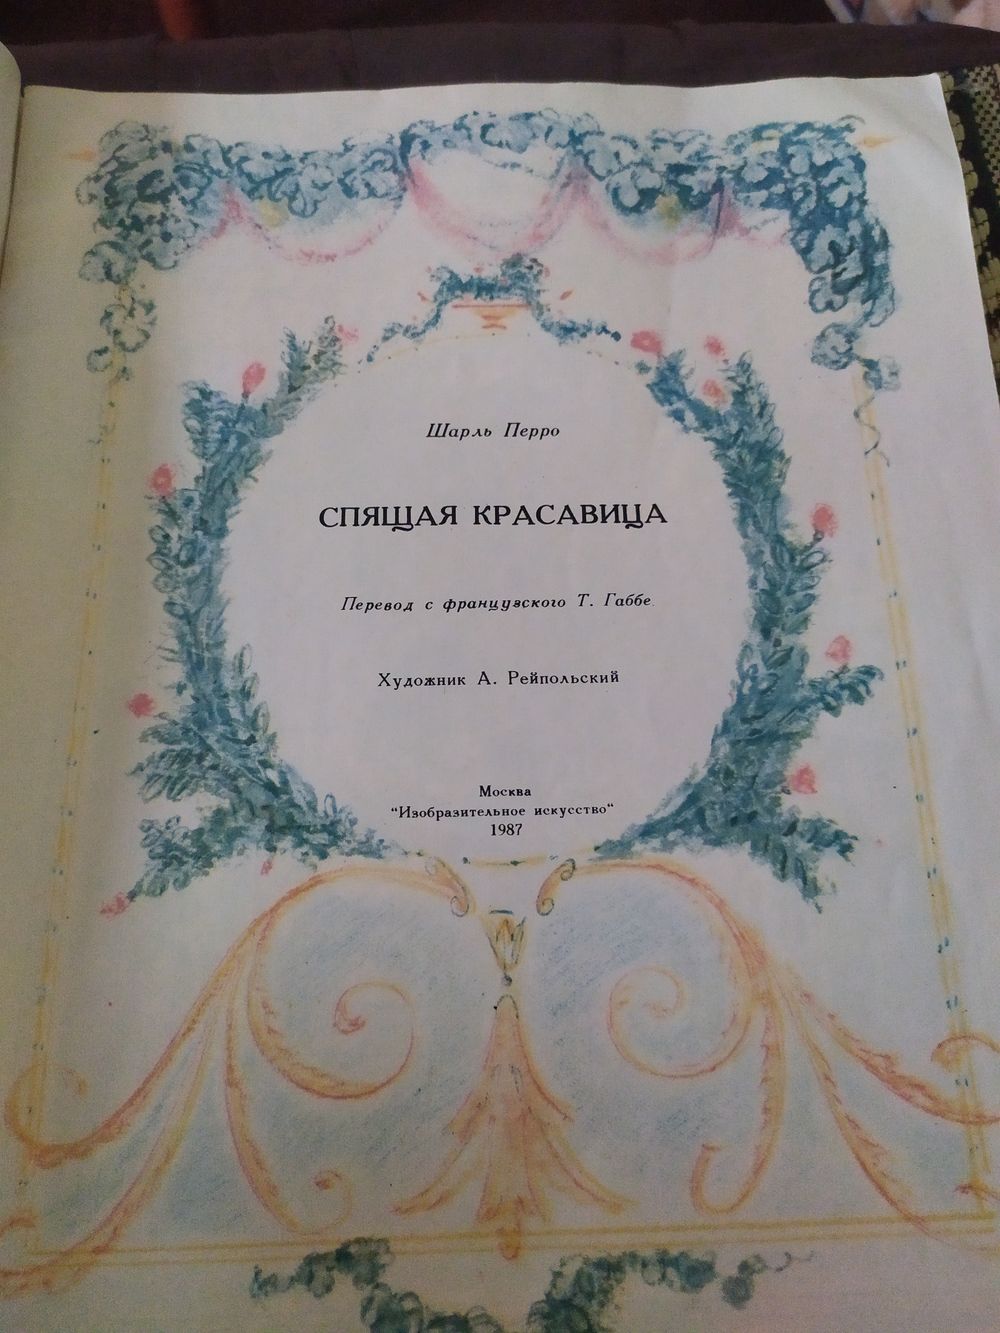 Шарль Перро
СПЯЩАЯ КРАСАВИЦА
Перевод с французского Т. Габбе
Художник А. Рейпольский
Москва
"Изобразительное искусство"
1987